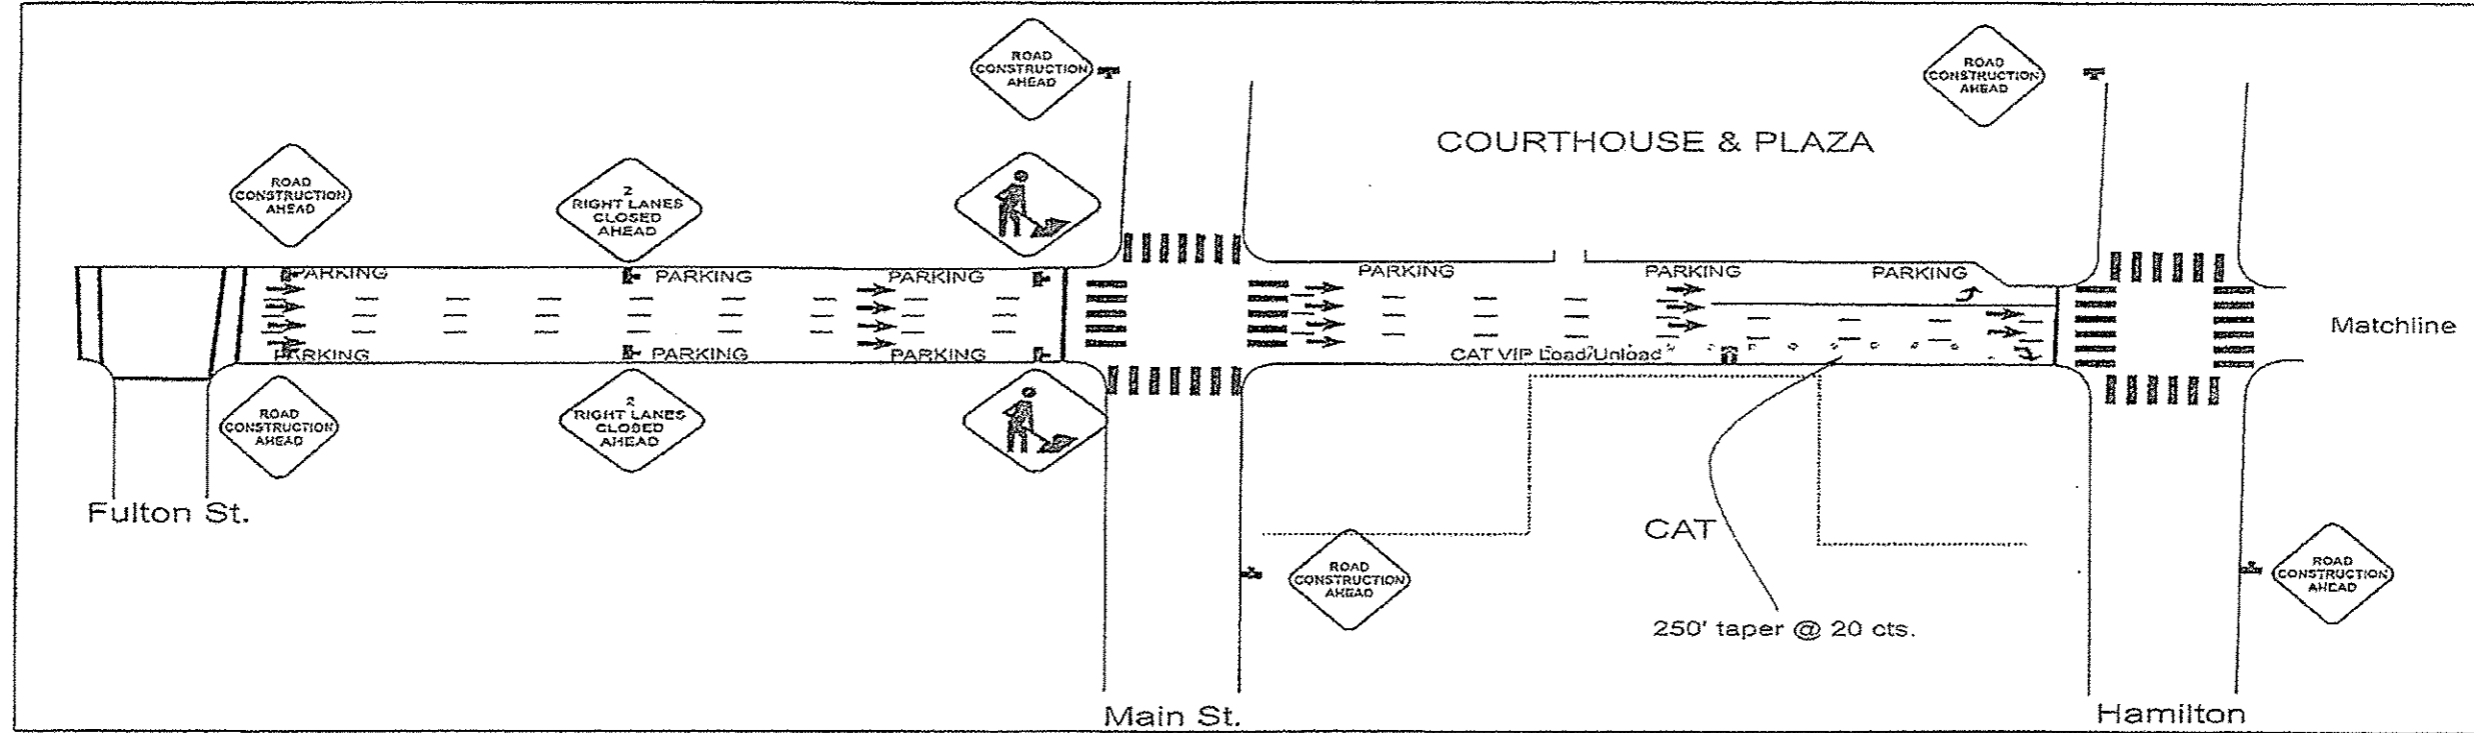 ROAD
CONSTRUCTION
AHEAD
ROAD
CONSTRUCTION
AHEAD
COURTHOUSE & PLAZA
ROAD
CONSTRUCTION
AHEAD
2
RIGHT LANES
CLOSED
AHEAD
PARKING
PARKING
PARKING
PARKING
PARKING
PARKING
Matchline
PARKING
PARKING
PARKING
CAT VIP Load/Unload
ROAD
CONSTRUCTION
AHEAD
2
RIGHT LANES
CLOSED
AHEAD
Fulton St.
CAT
ROAD
CONSTRUCTION
AHEAD
ROAD
CONSTRUCTION
AHEAD
250' taper @ 20 cts.
Main St.
Hamilton